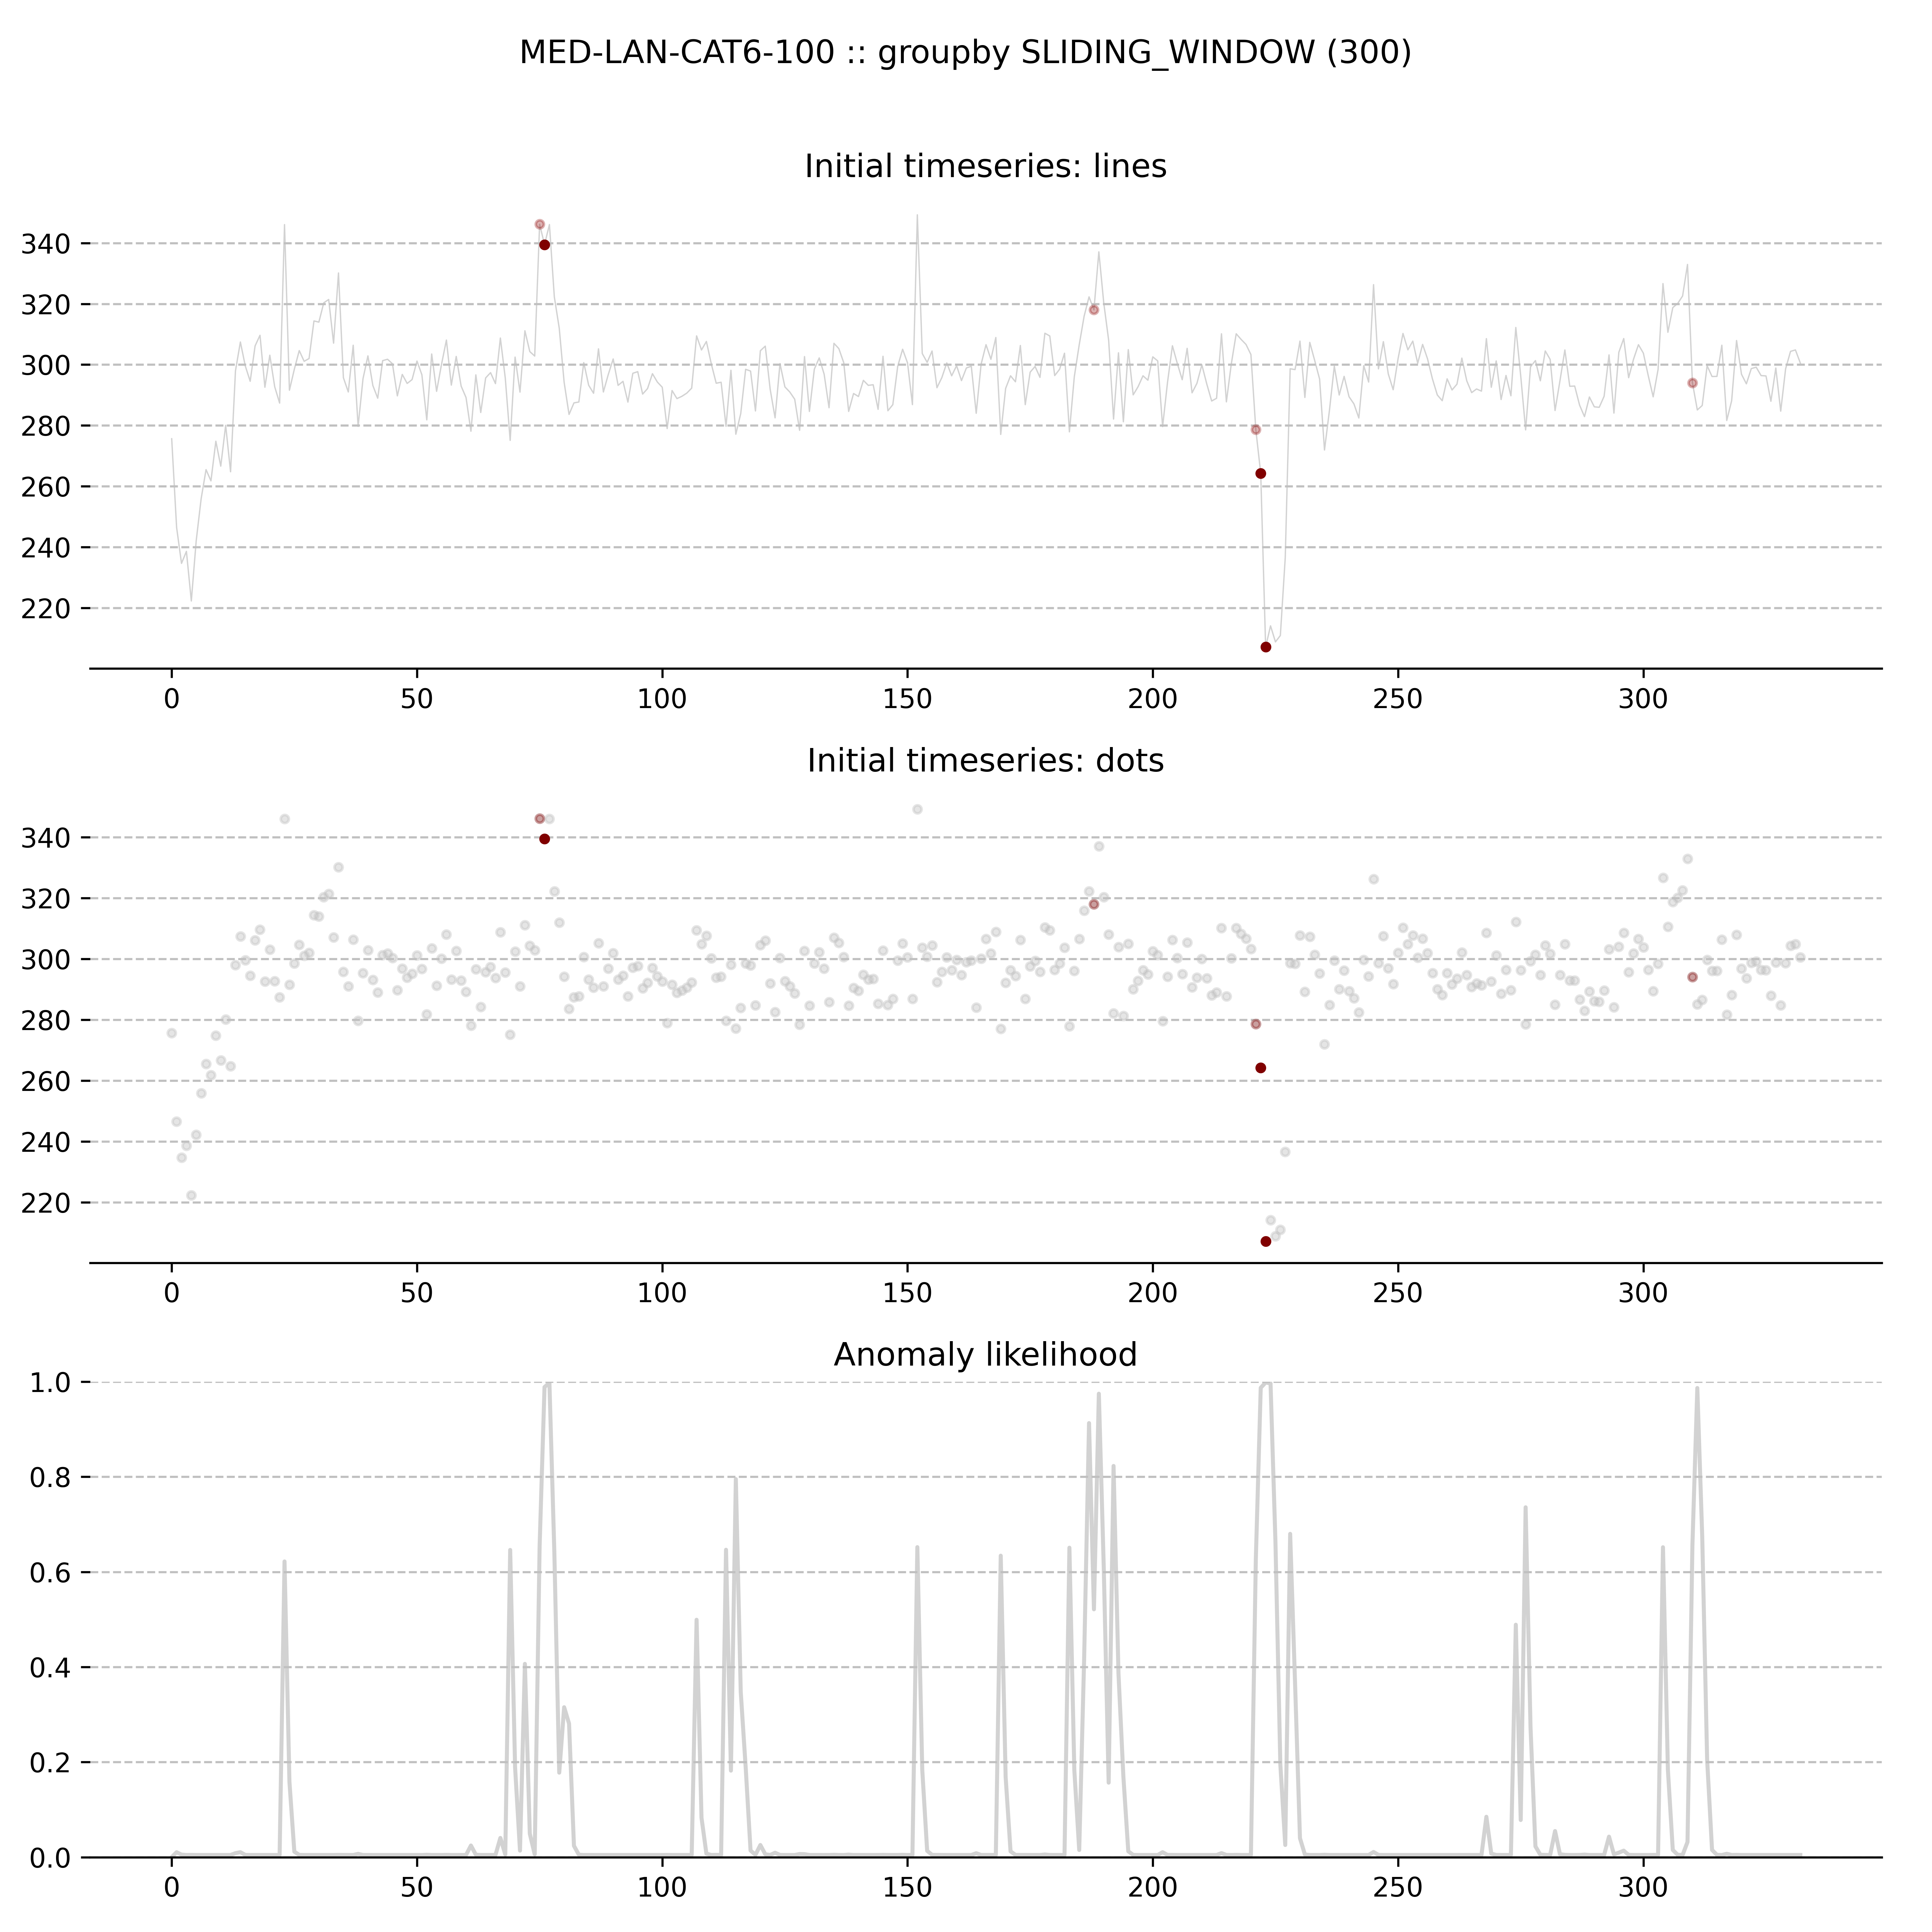 MED-LAN-CAT6-100 :: groupby SLIDING_WINDOW (300)
Initial timeseries: lines
340
320
300
280
260
240
220
0 50 100 150 200 250 300
Initial timeseries: dots
340
320
300
280
260
240
220
0 50 100 150 200 250 300
Anomaly likelihood
1.0
0.8
0.6
0.4
0.2
0.0
0 50 100 150 200 250 300